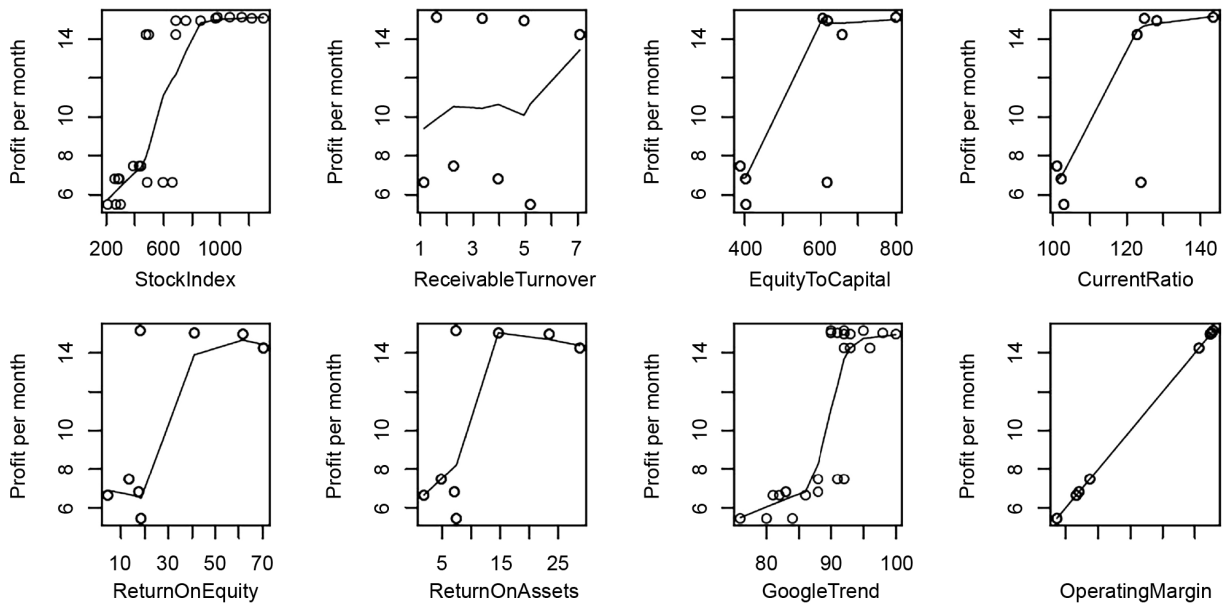 Profit per month
14
10
8
6
200 600 1000
StockIndex
Profit per month
14
10
8
6
1 3 5 7
ReceivableTurnover
Profit per month
14
10
8
6
400 600 800
EquityToCapital
Profit per month
14
10
8
6
100 120 140
CurrentRatio
Profit per month
14
10
8
6
10 30 50 70
ReturnOnEquity
Profit per month
14
10
8
6
5 15 25
ReturnOnAssets
Profit per month
14
10
8
6
80 90 100
GoogleTrend
Profit per month
14
10
8
6
OperatingMargin